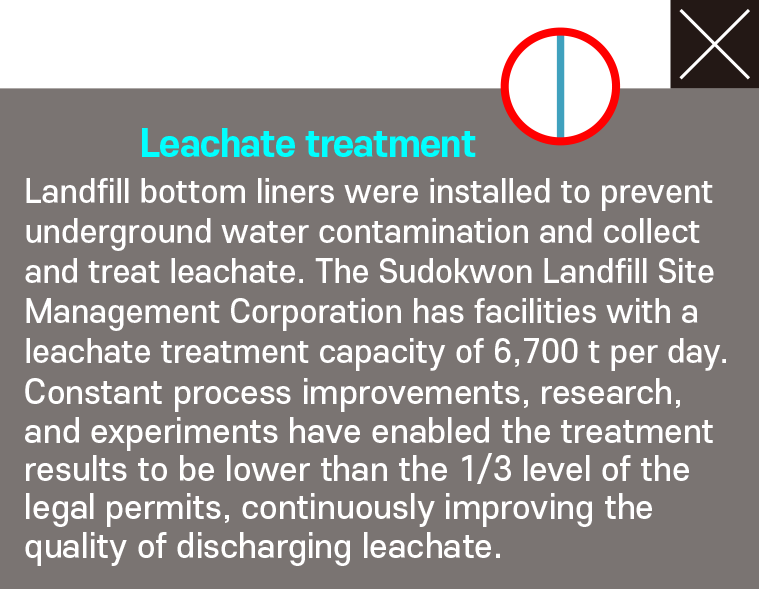 Leachate treatment
Landfill bottom liners were installed to prevent
underground water contamination and collect
and treat leachate. The Sudokwon Landfill Site
Management Corporation has facilities with a
leachate treatment capacity of 6,700 t per day.
Constant process improvements, research,
and experiments have enabled the treatment
results to be lower than the 1/3 level of the
legal permits, continuously improving the
quality of discharging leachate.